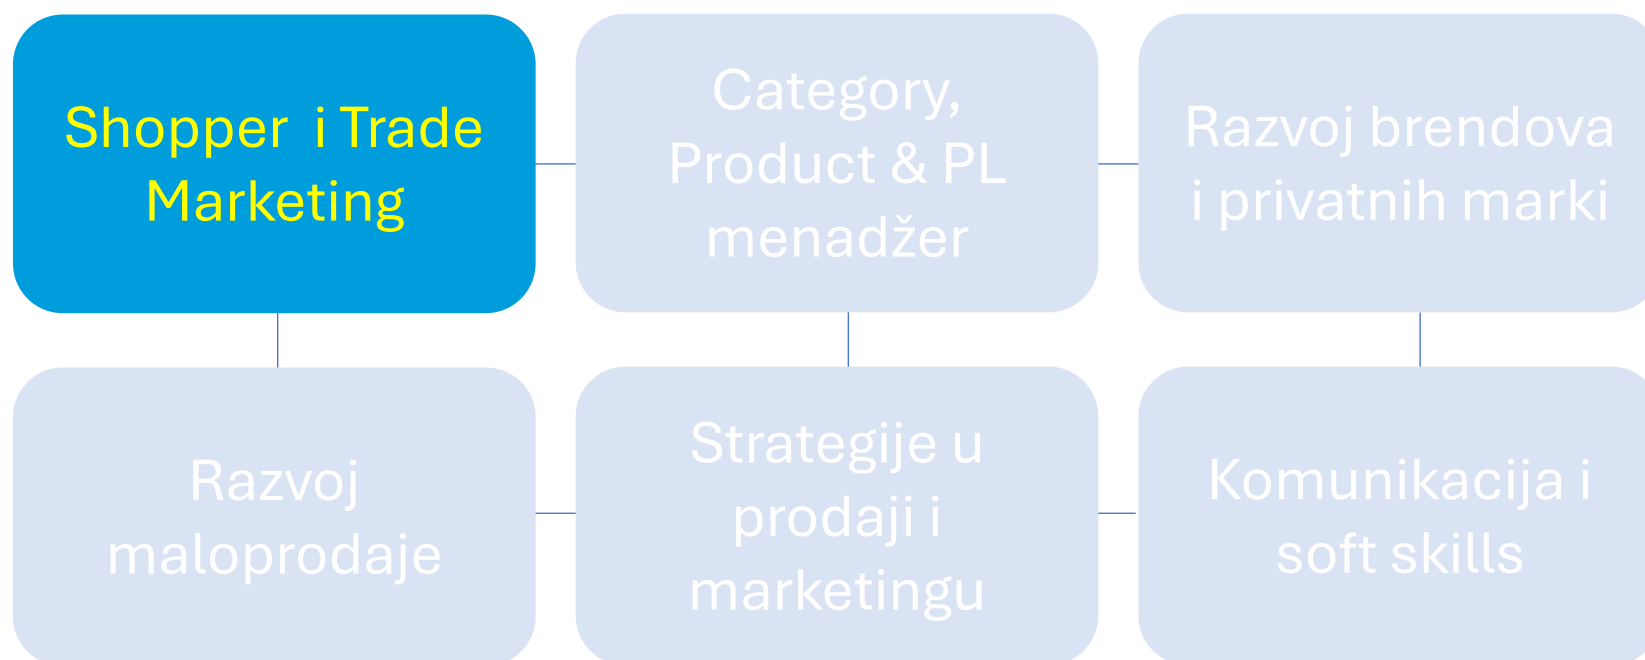 Shopper  i Trade
Marketing
Category,
Product & PL
menadžer
Razvoj brendova
i privatnih marki
Razvoj
maloprodaje
Strategije u
prodaji i
marketingu
Komunikacija i
soft skills